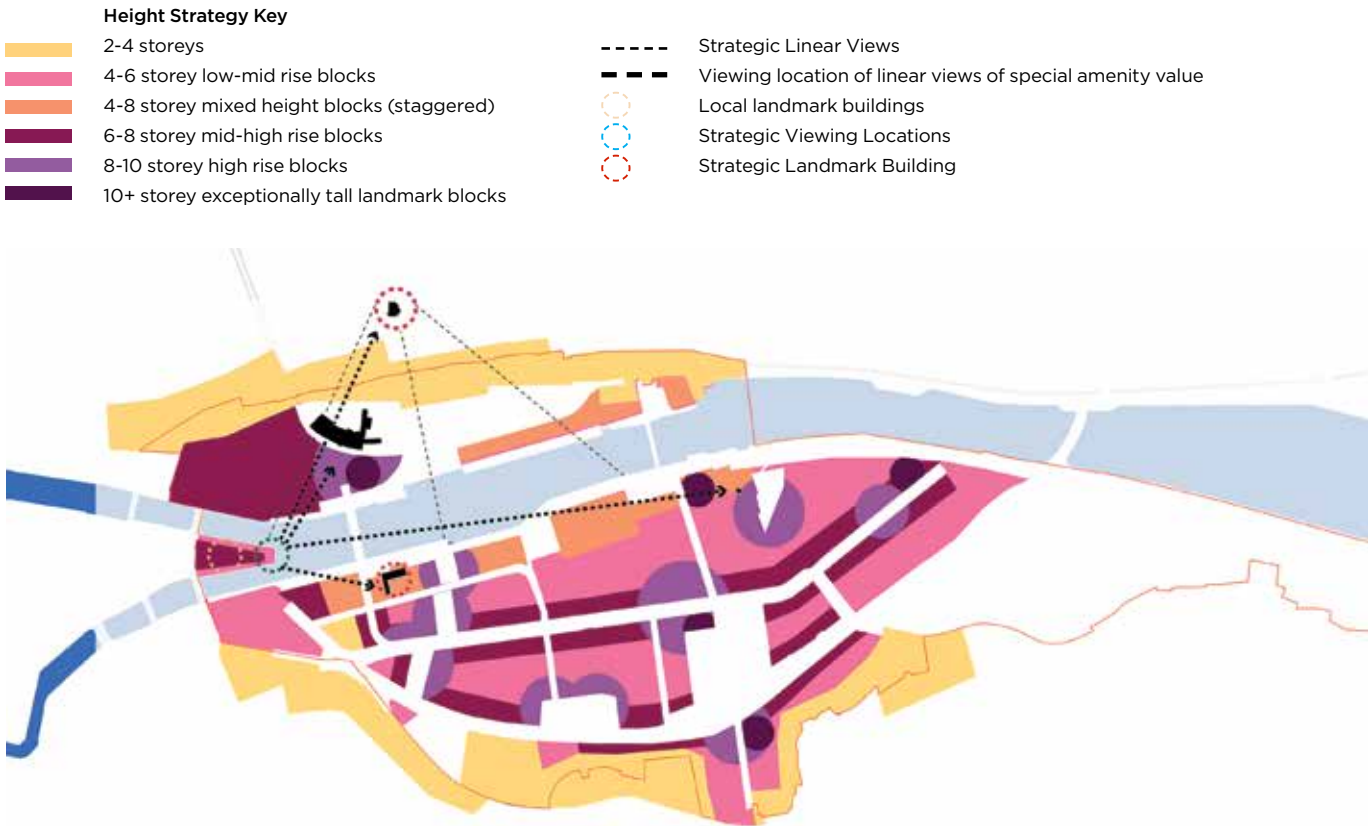 Height Strategy Key
2-4 storeys
4-6 storey low-mid rise blocks
4-8 storey mixed height blocks (staggered)
6-8 storey mid-high rise blocks
8-10 storey high rise blocks
10+ storey exceptionally tall landmark blocks
Strategic Linear Views
Viewing location of linear views of special amenity value
Local landmark buildings
Strategic Viewing Locations
Strategic Landmark Building